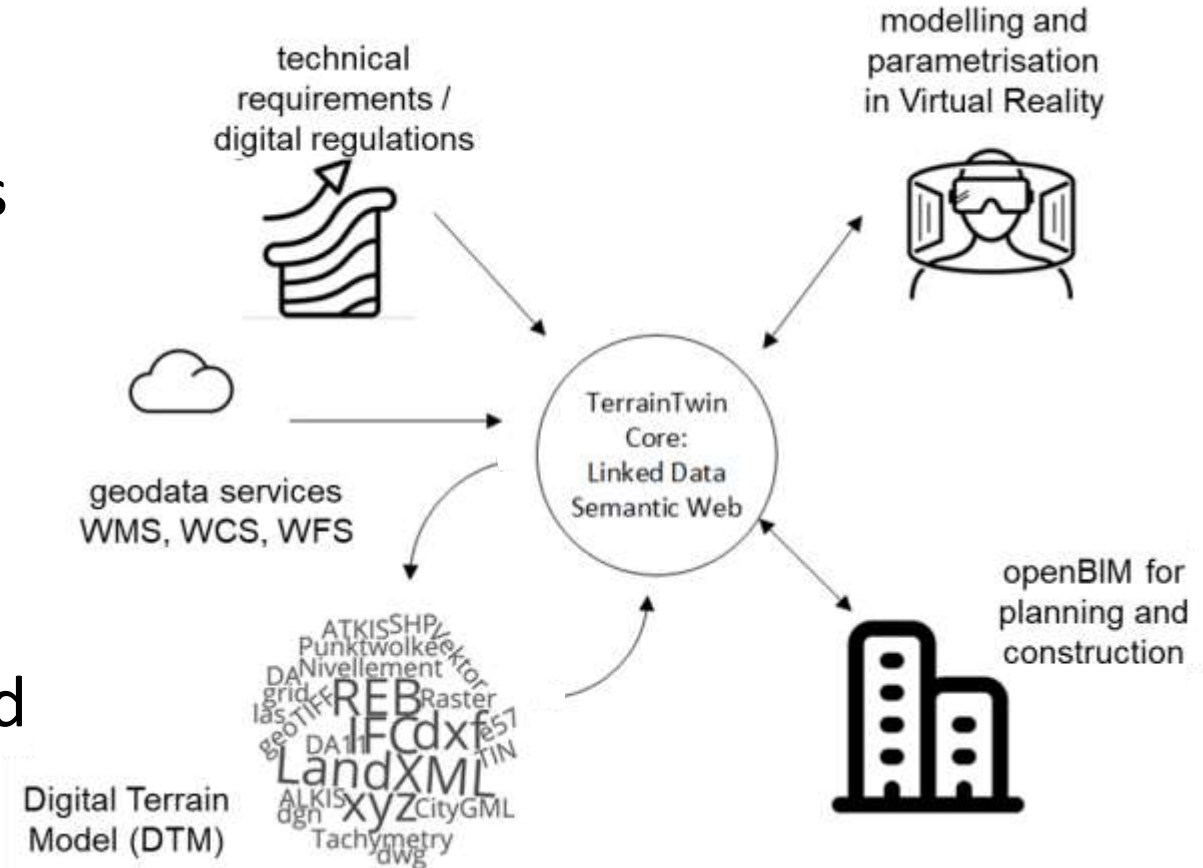 technical
requirements /
digital regulations
modelling and
parametrisation
in Virtual Reality
s
TerrainTwin
Core:
Linked Data
Semantic Web
geodata services
WMS, WCS, WFS
openBIM for
planning and
construction
d
Digital Terrain
Model (DTM)
ATKIS
SHP
Punktwolke
Vektor
DA
Nivellement
grid
REB
Raster
las
geoTIFF
IFC
dxf
e57
DA11
TIN
LandXML
ALKIS
xyz
CityGML
dgn
Tachymetry
dwg